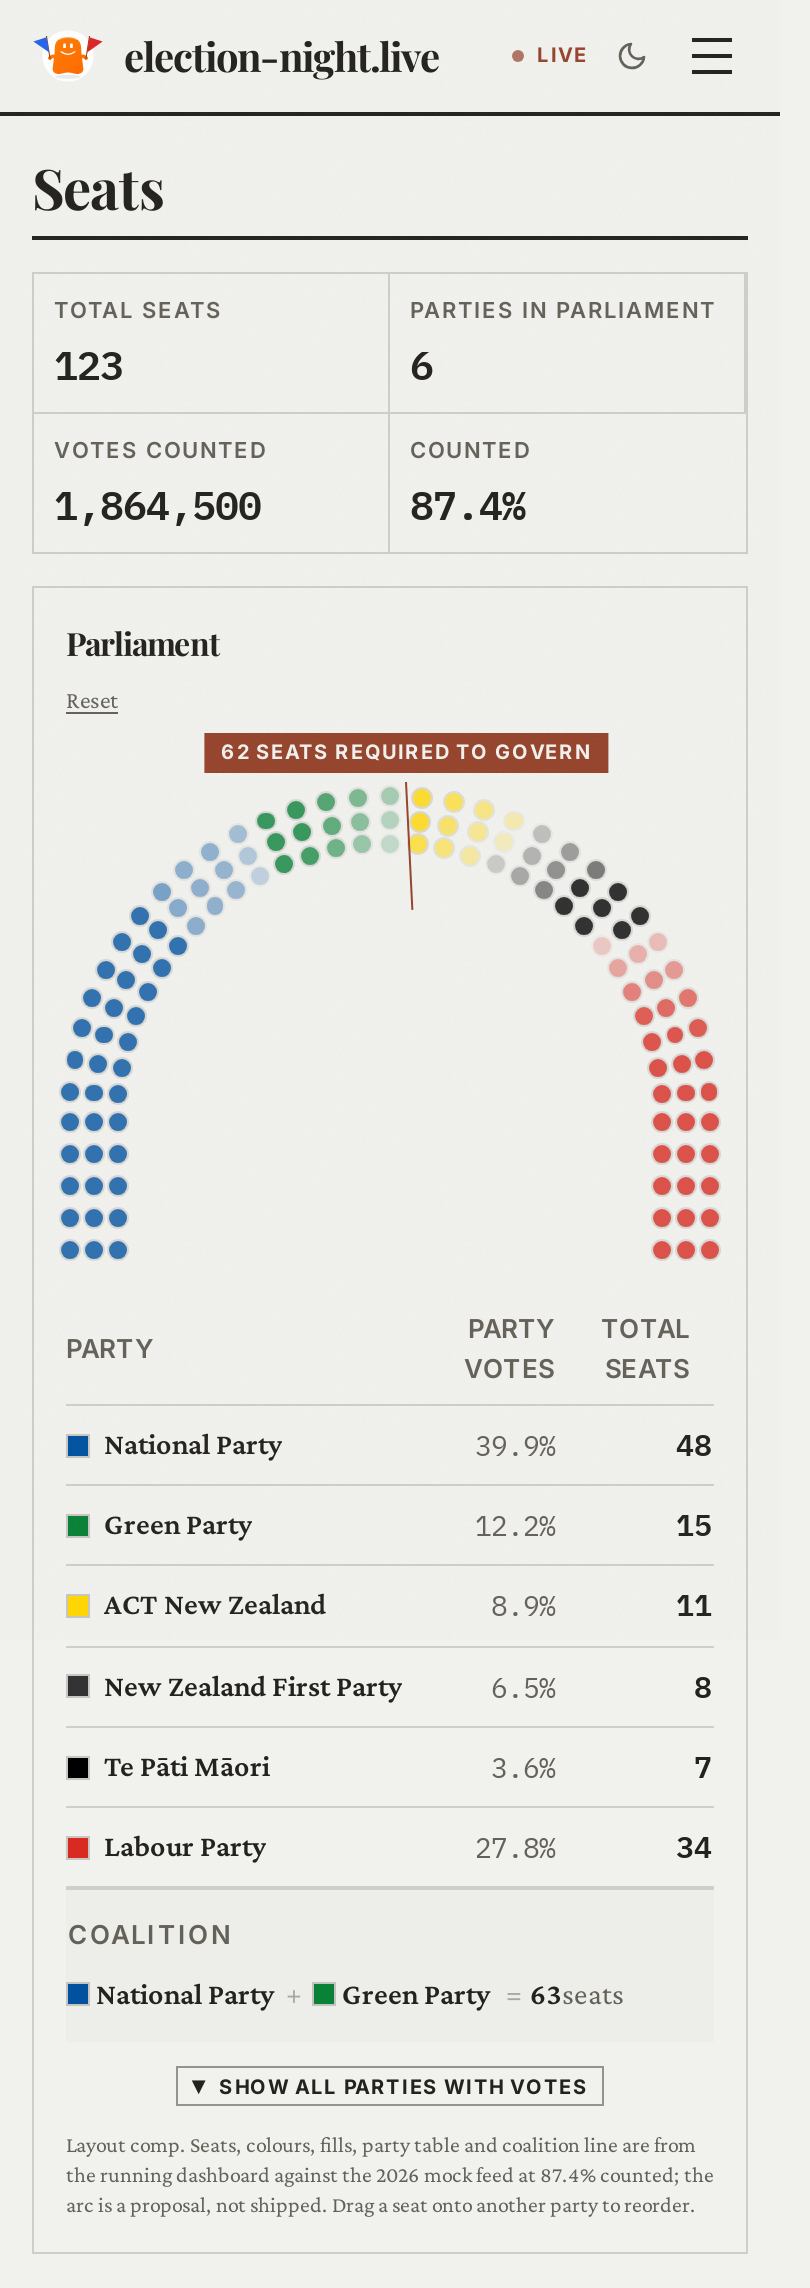 election-night.live
LIVE
Seats
TOTAL SEATS
123
PARTIES IN PARLIAMENT
6
VOTES COUNTED
1,864,500
COUNTED
87.4%
Parliament
Reset
62 SEATS REQUIRED TO GOVERN
PARTY PARTY VOTES TOTAL SEATS
National Party 39.9% 48
Green Party 12.2% 15
ACT New Zealand 8.9% 11
New Zealand First Party 6.5% 8
Te Pāti Māori 3.6% 7
Labour Party 27.8% 34
COALITION
National Party + Green Party = 63seats
▼ SHOW ALL PARTIES WITH VOTES
Layout comp. Seats, colours, fills, party table and coalition line are from
the running dashboard against the 2026 mock feed at 87.4% counted; the
arc is a proposal, not shipped. Drag a seat onto another party to reorder.